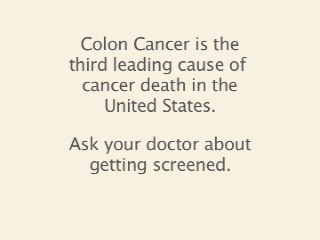 Colon Cancer is the
third leading cause of
cancer death in the
United States.
Ask your doctor about
getting screened.